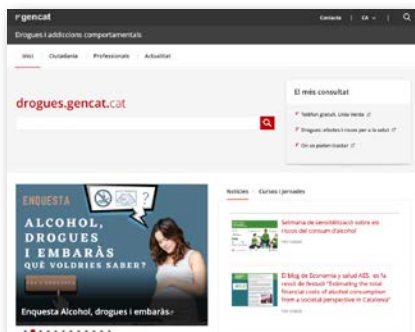 gencat
Contacte | CA
Drogues i addiccions comportamentals
Inici Ciutadania Professionals Actualitat
El més consultat
drogues.gencat.cat
Telèfon gratuït. Línia Verda
Drogues: efectes i riscos per a la salut
On es poden tractar
Notícies Cursos i jornades
ENQUESTA
ALCOHOL,
DROGUES
I EMBARÀS
QUÈ VOLDRIES SABER?
Enquesta Alcohol, drogues i embaràs
Setmana de sensibilització sobre els
riscos del consum d'alcohol
El blog de Economía y salud AES, es fa
ressò de l'estudi "Estimating the total
financial costs of alcohol consumption
from a societal perspective in Catalonia"